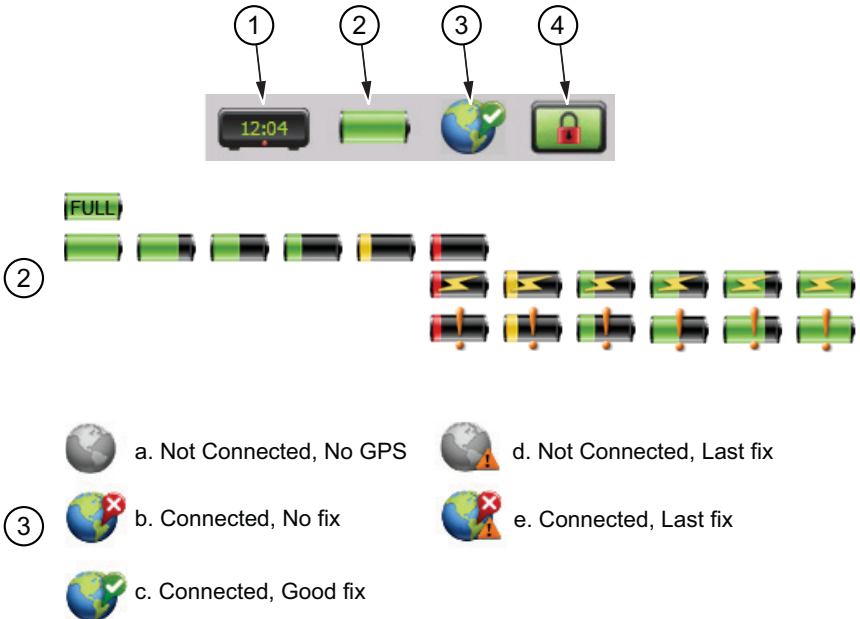 1 2 3 4
12:04
FULL
2
a. Not Connected, No GPS
d. Not Connected, Last fix
3
b. Connected, No fix
e. Connected, Last fix
c. Connected, Good fix